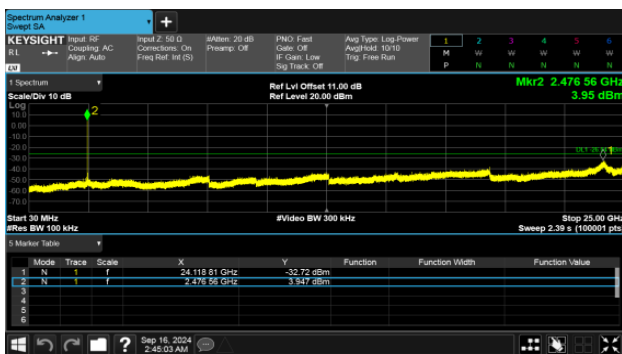 Spectrum Analyzer 1
Swept SA
+
KEYSIGHT Input: RF
RL Coupling: AC
Align: Auto
LXI
Input Z: 50 Ω
Corrections: On
Freq Ref: Int (S)
#Atten: 20 dB
Preamp: Off
PNO: Fast
Gate: Off
IF Gain: Low
Sig Track: Off
Avg Type: Log-Power
Avg|Hold: 10/10
Trig: Free Run
1 2 3 4 5 6
M W W W W W
P N N N N N
1 Spectrum
Scale/Div 10 dB
Ref Lvl Offset 11.00 dB
Ref Level 20.00 dBm
Mkr2 2.476 56 GHz
3.95 dBm
Log
10.0
0.00
-10.0
-20.0
-30.0
-40.0
-50.0
-60.0
-70.0
2
1
Start 30 MHz
#Res BW 100 kHz
#Video BW 300 kHz
Stop 25.00 GHz
Sweep 2.39 s (100001 pts
5 Marker Table
Mode Trace Scale X Y Function Function Width Function Value
1 N 1 f 24.118 81 GHz -32.72 dBm
2 N 1 f 2.476 56 GHz 3.947 dBm
3
4
5
6
?
Sep 16, 2024
2:45:03 AM